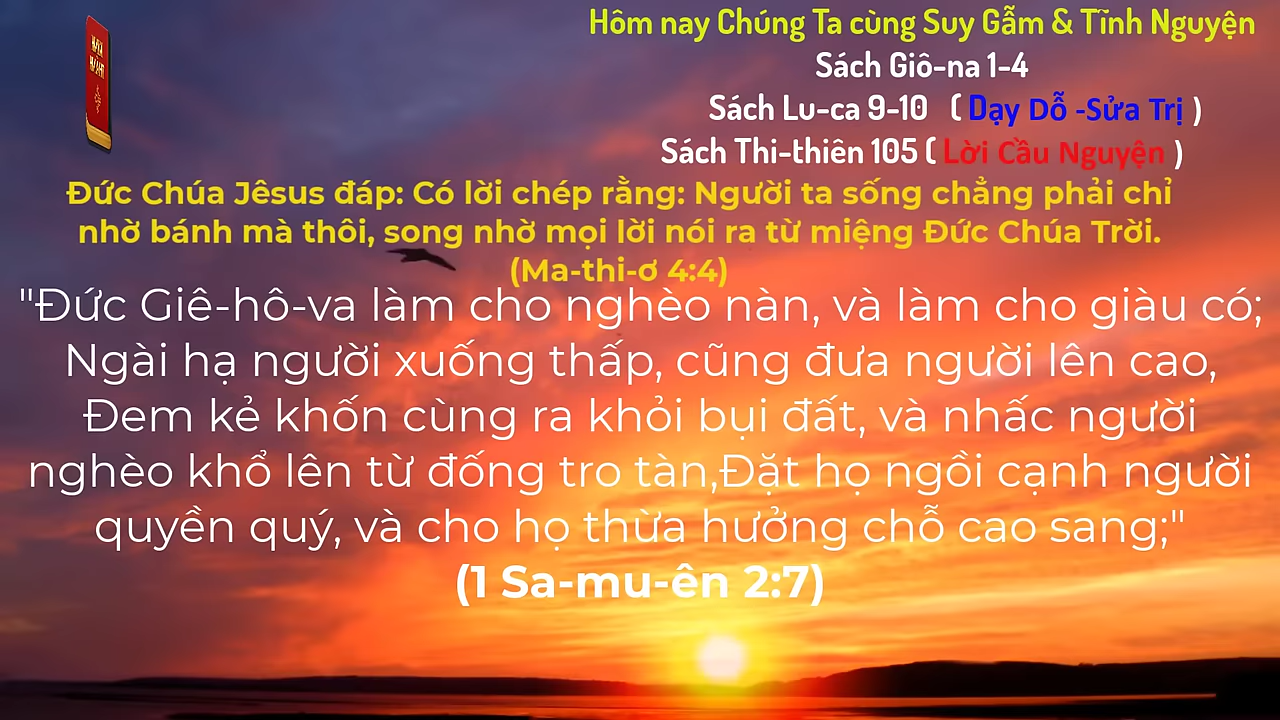 Hôm nay Chúng Ta cùng Suy Gẫm & Tĩnh Nguyện
Sách Giô-na 1-4
Sách Lu-ca 9-10 ( Dạy Dỗ -Sửa Trị )
Sách Thi-thiên 105 ( Lời Cầu Nguyện )
Đức Chúa Jêsus đáp: Có lời chép rằng: Người ta sống chẳng phải chỉ
nhờ bánh mà thôi, song nhờ mọi lời nói ra từ miệng Đức Chúa Trời.
(Ma-thi-ơ 4:4)
"Đức Giê-hô-va làm cho nghèo nàn, và làm cho giàu có;
Ngài hạ người xuống thấp, cũng đưa người lên cao,
Đem kẻ khốn cùng ra khỏi bụi đất, và nhấc người
nghèo khổ lên từ đống tro tàn,Đặt họ ngồi cạnh người
quyền quý, và cho họ thừa hưởng chỗ cao sang;"
(1 Sa-mu-ên 2:7)